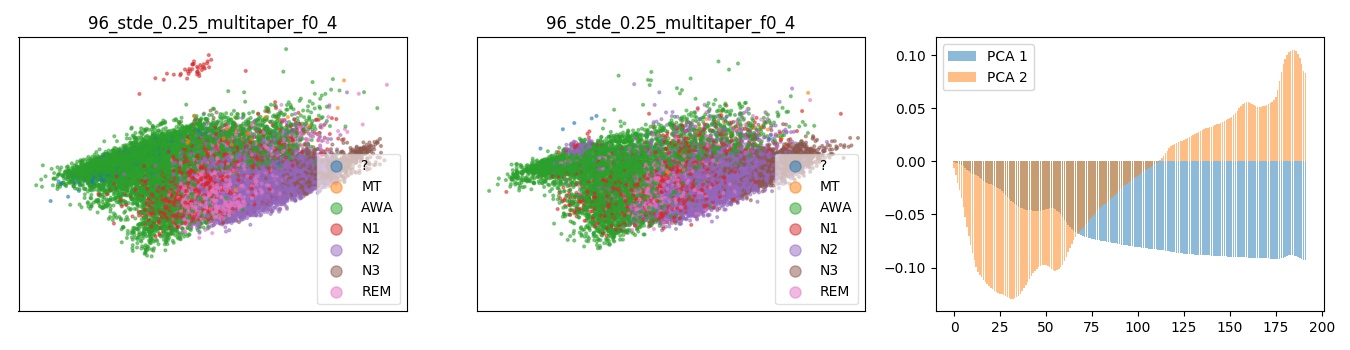 96_stde_0.25_multitaper_f0_4
?
MT
AWA
N1
N2
N3
REM
96_stde_0.25_multitaper_f0_4
?
MT
AWA
N1
N2
N3
REM
PCA 1
PCA 2
0.10
0.05
0.00
−0.05
−0.10
0 25 50 75 100 125 150 175 200